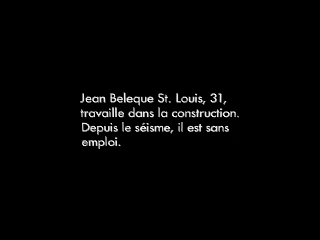 Jean Beleque St. Louis, 31,
travaille dans la construction.
Depuis le séisme, il est sans
emploi.